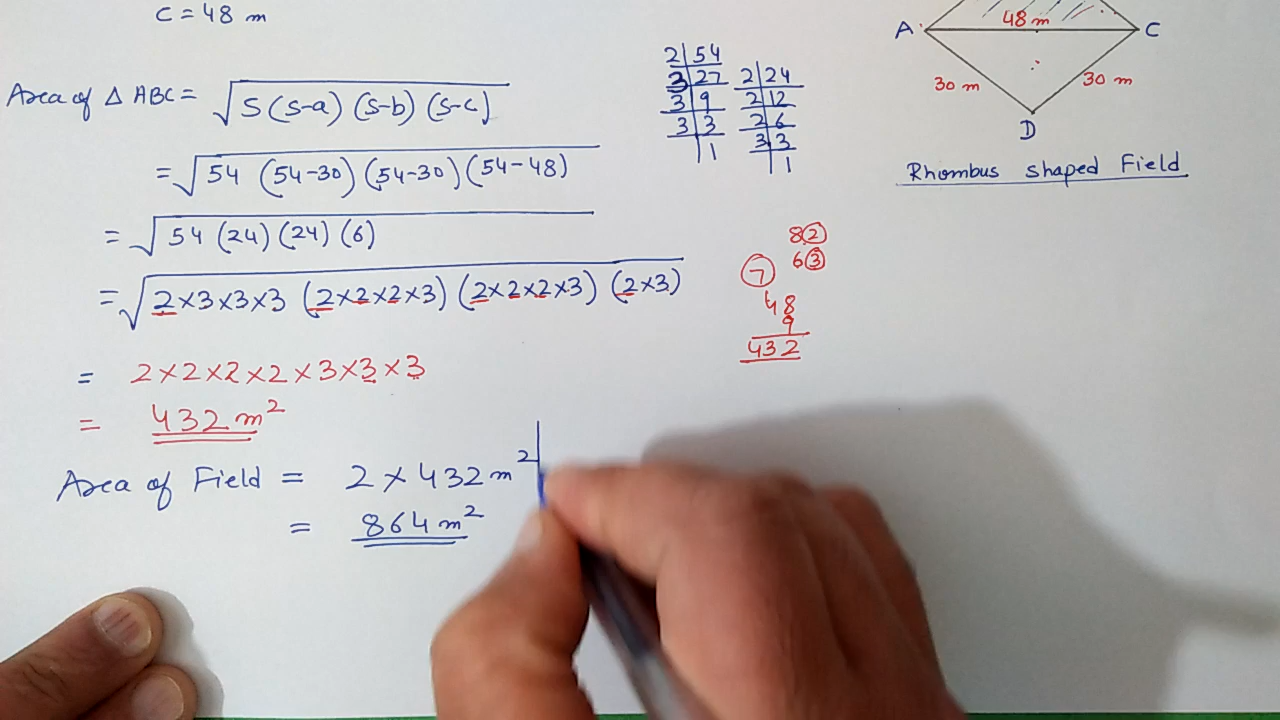 C = 48 m
Area of Δ ABC = √S(S-a)(S-b)(S-c)
= √54 (54-30)(54-30)(54-48)
= √54 (24)(24)(6)
= √2×3×3×3 (2×2×2×3) (2×2×2×3) (2×3)
= 2×2×2×2×3×3×3
= 432 m²
Area of Field = 2 × 432 m²
= 864 m²
2 54
3 27
3 9
3 3
1
2 24
2 12
2 6
3 3
1
8 2
6 3
7
48
9
432
A
48 m
C
30 m
30 m
D
Rhombus shaped Field